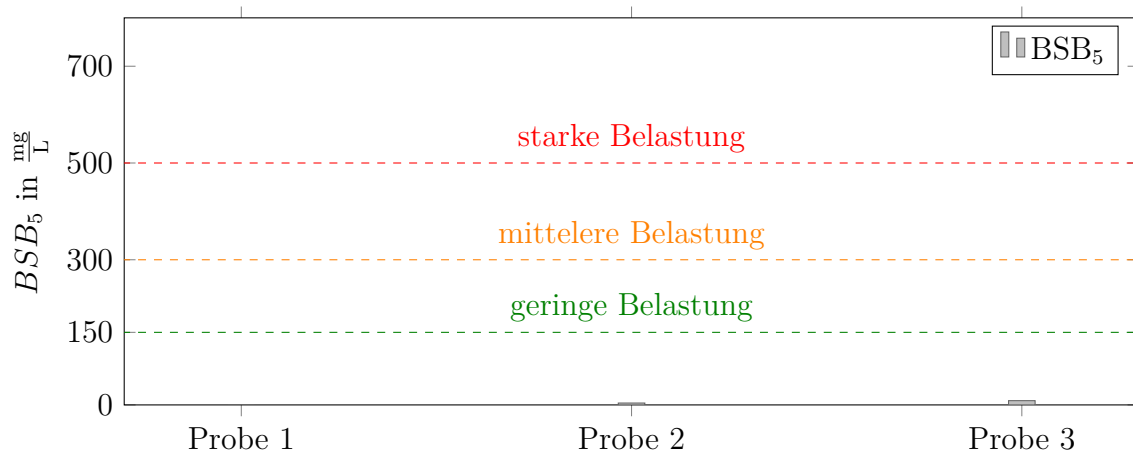 BSB₅
700
500
300
150
0
BSB₅ in mg/L
starke Belastung
mittelere Belastung
geringe Belastung
Probe 1 Probe 2 Probe 3